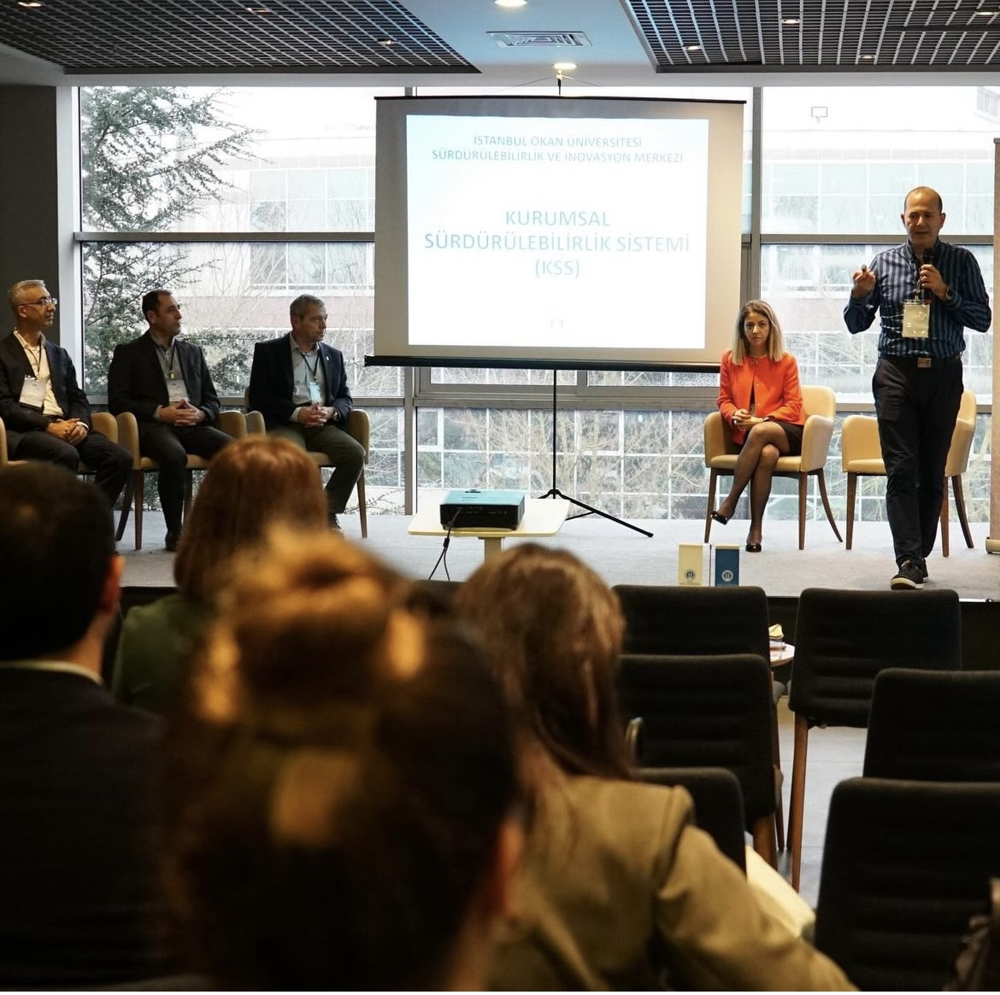 İSTANBUL OKAN ÜNİVERSİTESİ
SÜRDÜRÜLEBİLİRLİK VE İNOVASYON MERKEZİ
KURUMSAL
SÜRDÜRÜLEBİLİRLİK SİSTEMİ
(KSS)